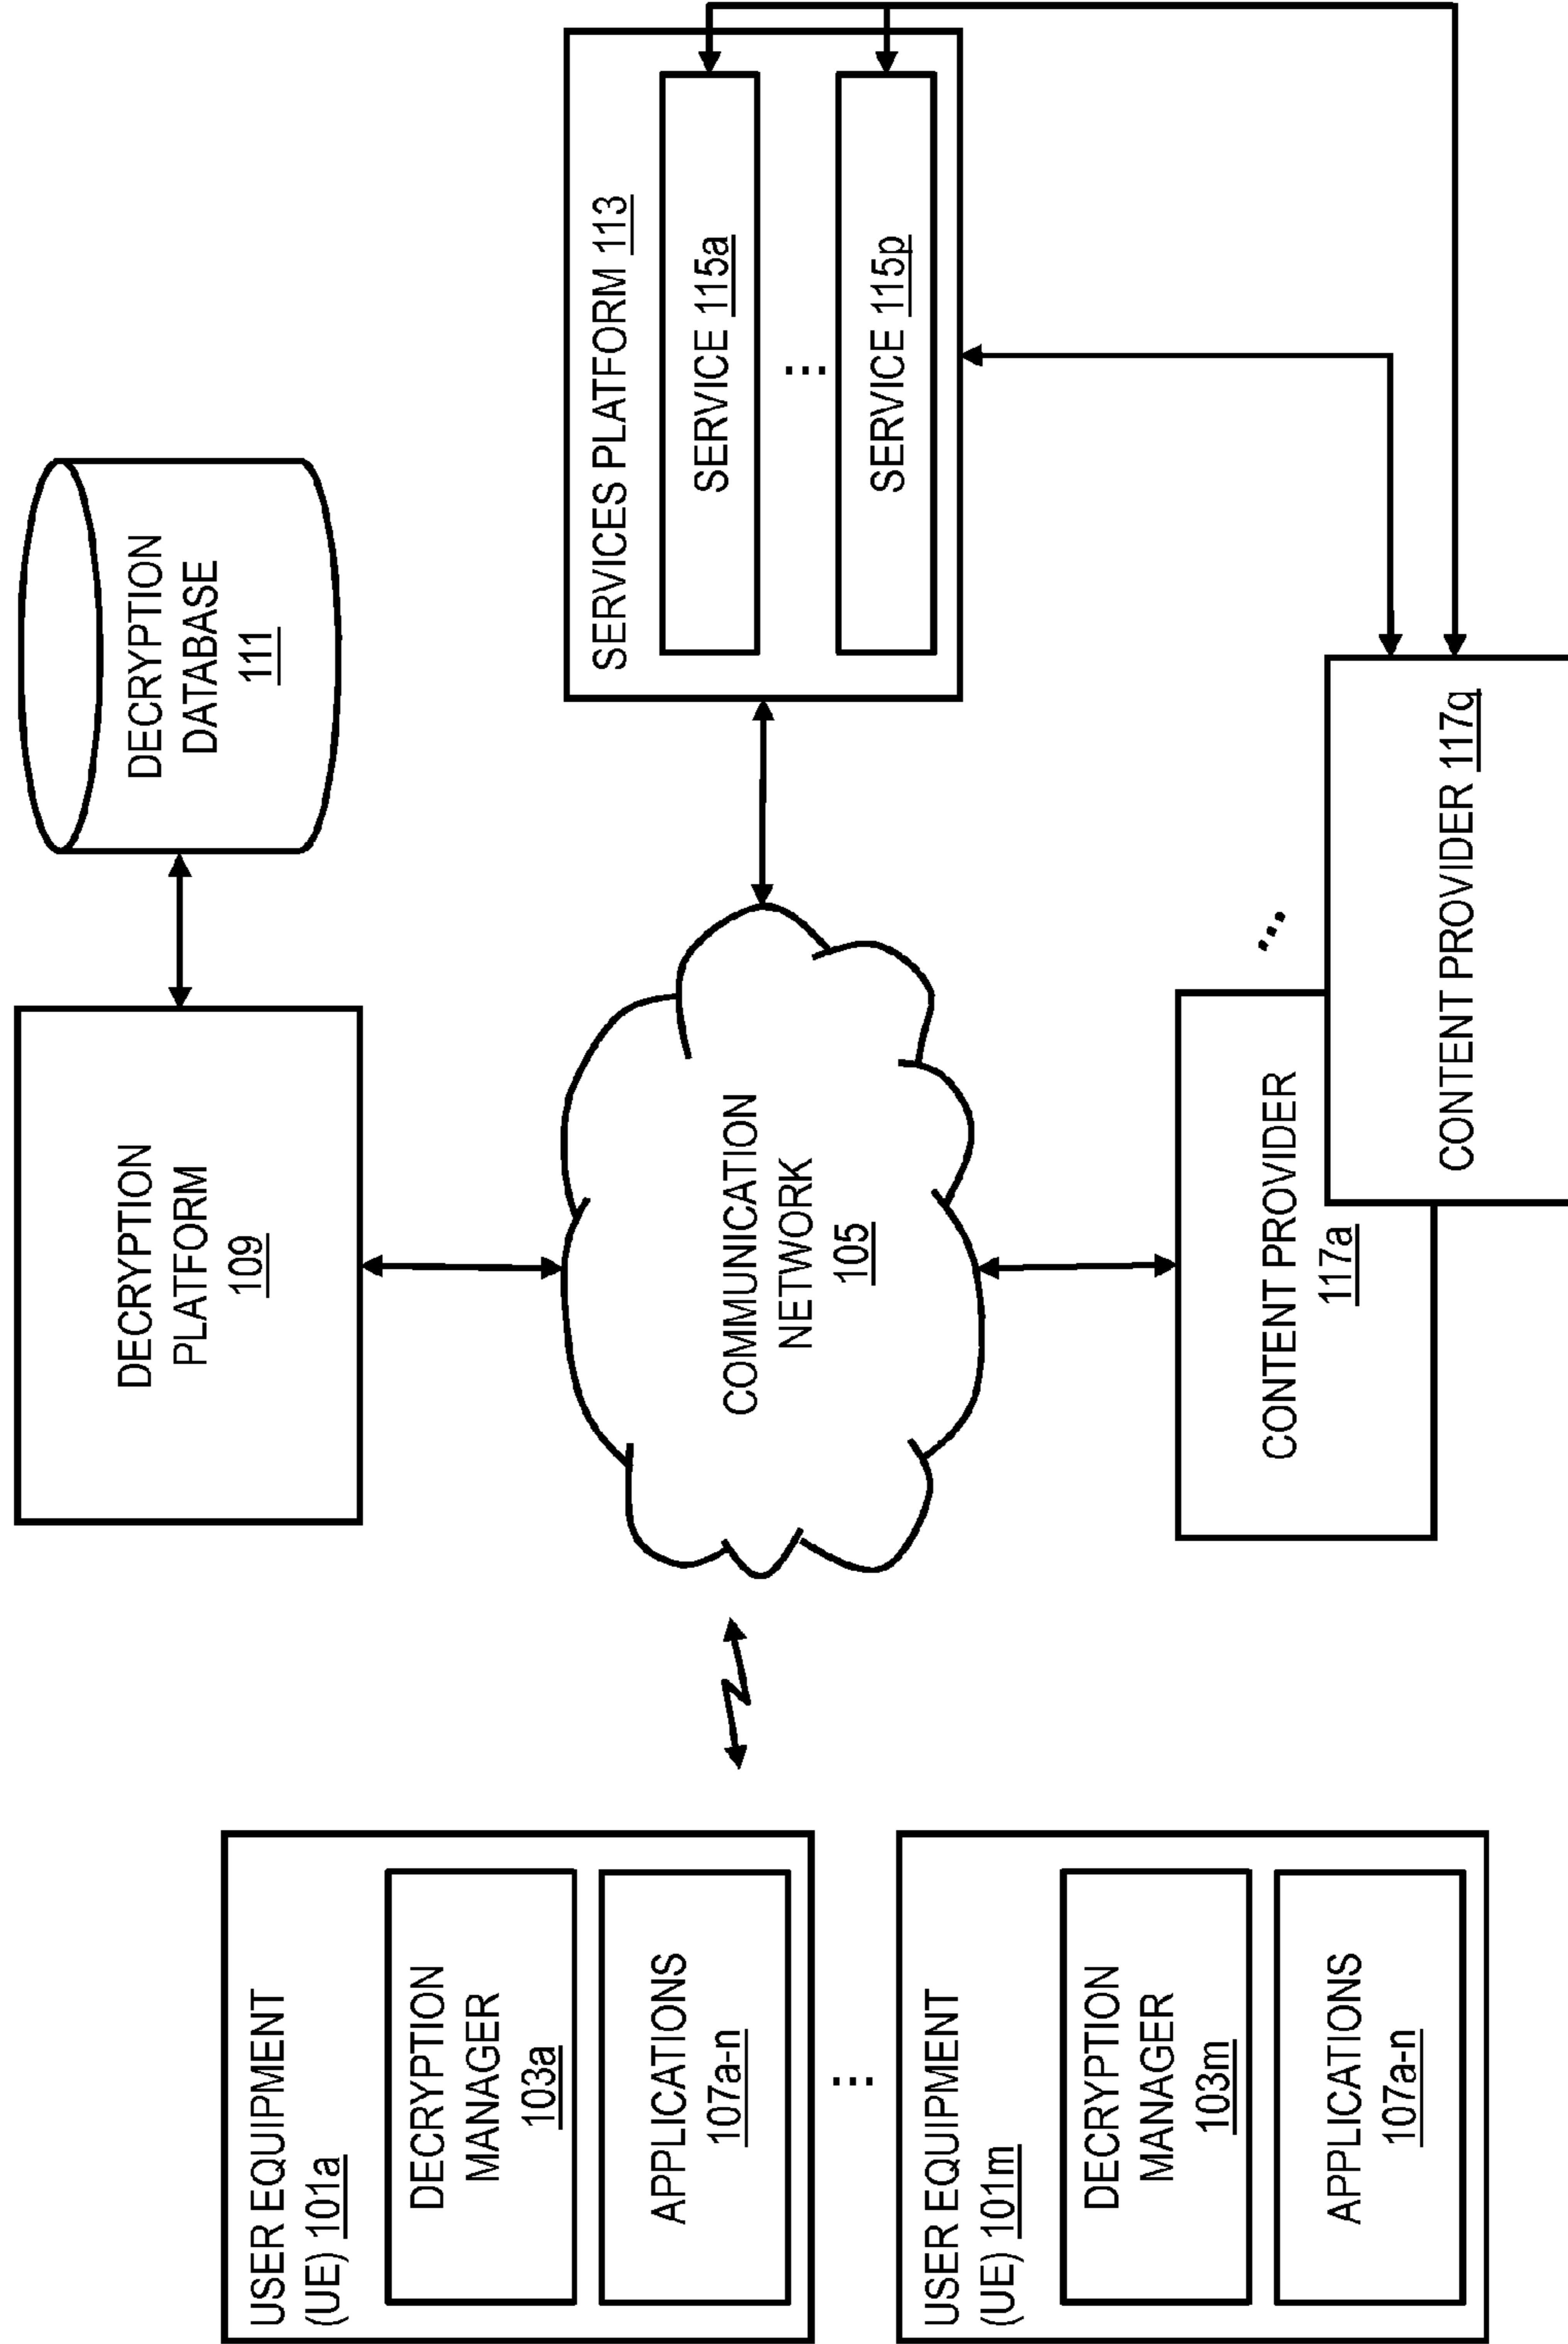 DECRYPTION
PLATFORM
109
DECRYPTION
DATABASE
111
USER EQUIPMENT
(UE) 101a
DECRYPTION
MANAGER
103a
APPLICATIONS
107a-n
...
USER EQUIPMENT
(UE) 101m
DECRYPTION
MANAGER
103m
APPLICATIONS
107a-n
COMMUNICATION
NETWORK
105
SERVICES PLATFORM 113
SERVICE 115a
...
SERVICE 115p
CONTENT PROVIDER
117a
...
CONTENT PROVIDER 117q